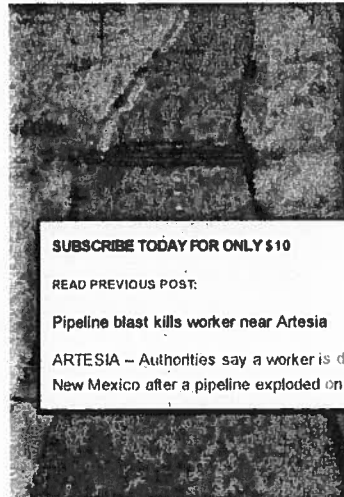 SUBSCRIBE TODAY FOR ONLY $10
READ PREVIOUS POST:
Pipeline blast kills worker near Artesia
ARTESIA – Authorities say a worker is d
New Mexico after a pipeline exploded on